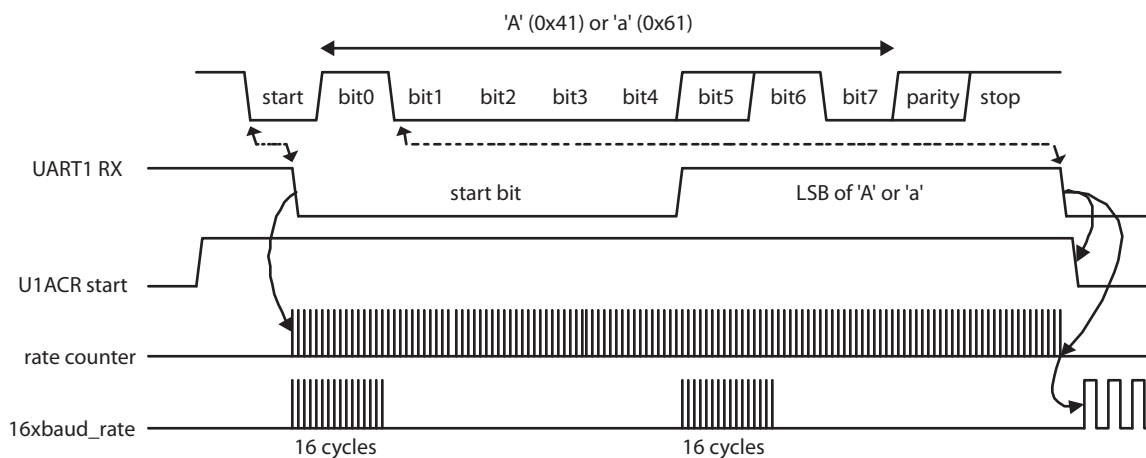 'A' (0x41) or 'a' (0x61)
start bit0 bit1 bit2 bit3 bit4 bit5 bit6 bit7 parity stop
UART1 RX
start bit LSB of 'A' or 'a'
U1ACR start
rate counter
16xbaud_rate
16 cycles 16 cycles